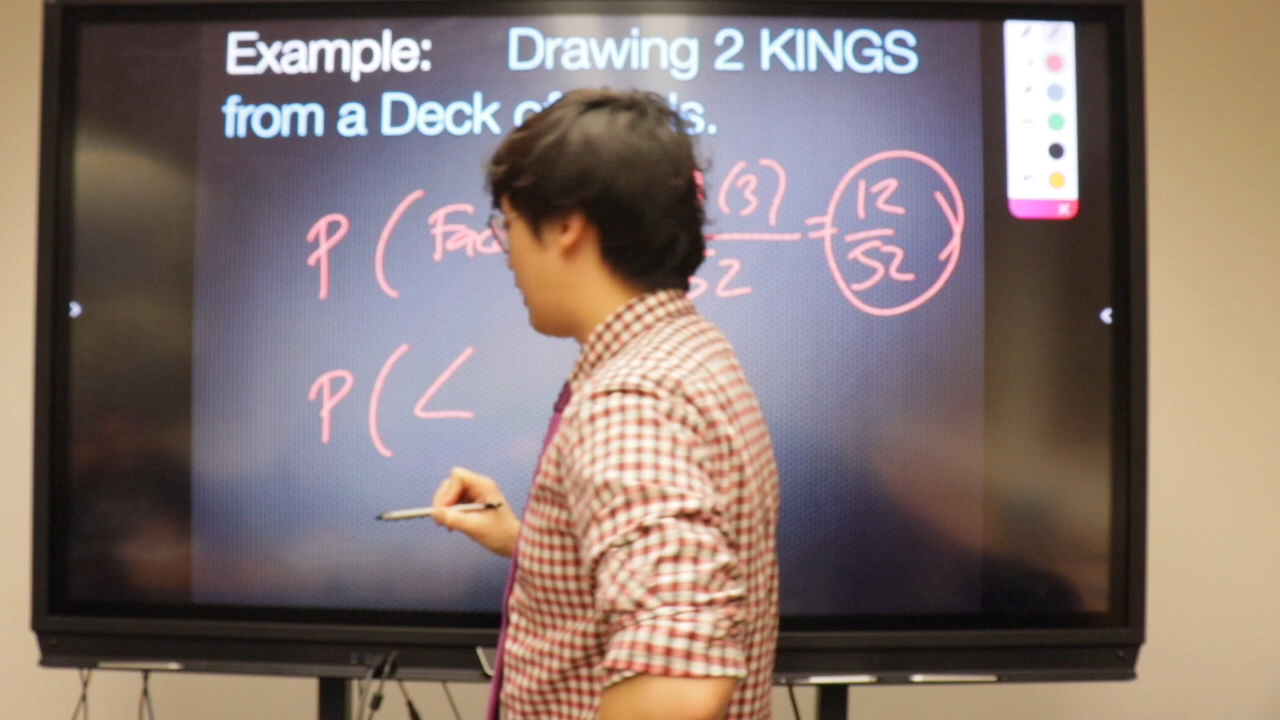 Example: Drawing 2 KINGS
from a Deck
P ( Fac (3) = 12
52 52 )
P ( <